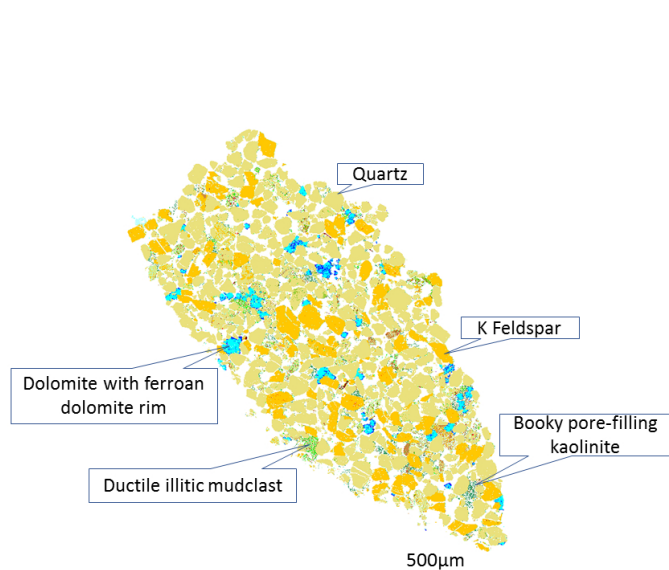 Quartz
K Feldspar
Dolomite with ferroan
dolomite rim
Booky pore-filling
kaolinite
Ductile illitic mudclast
500µm